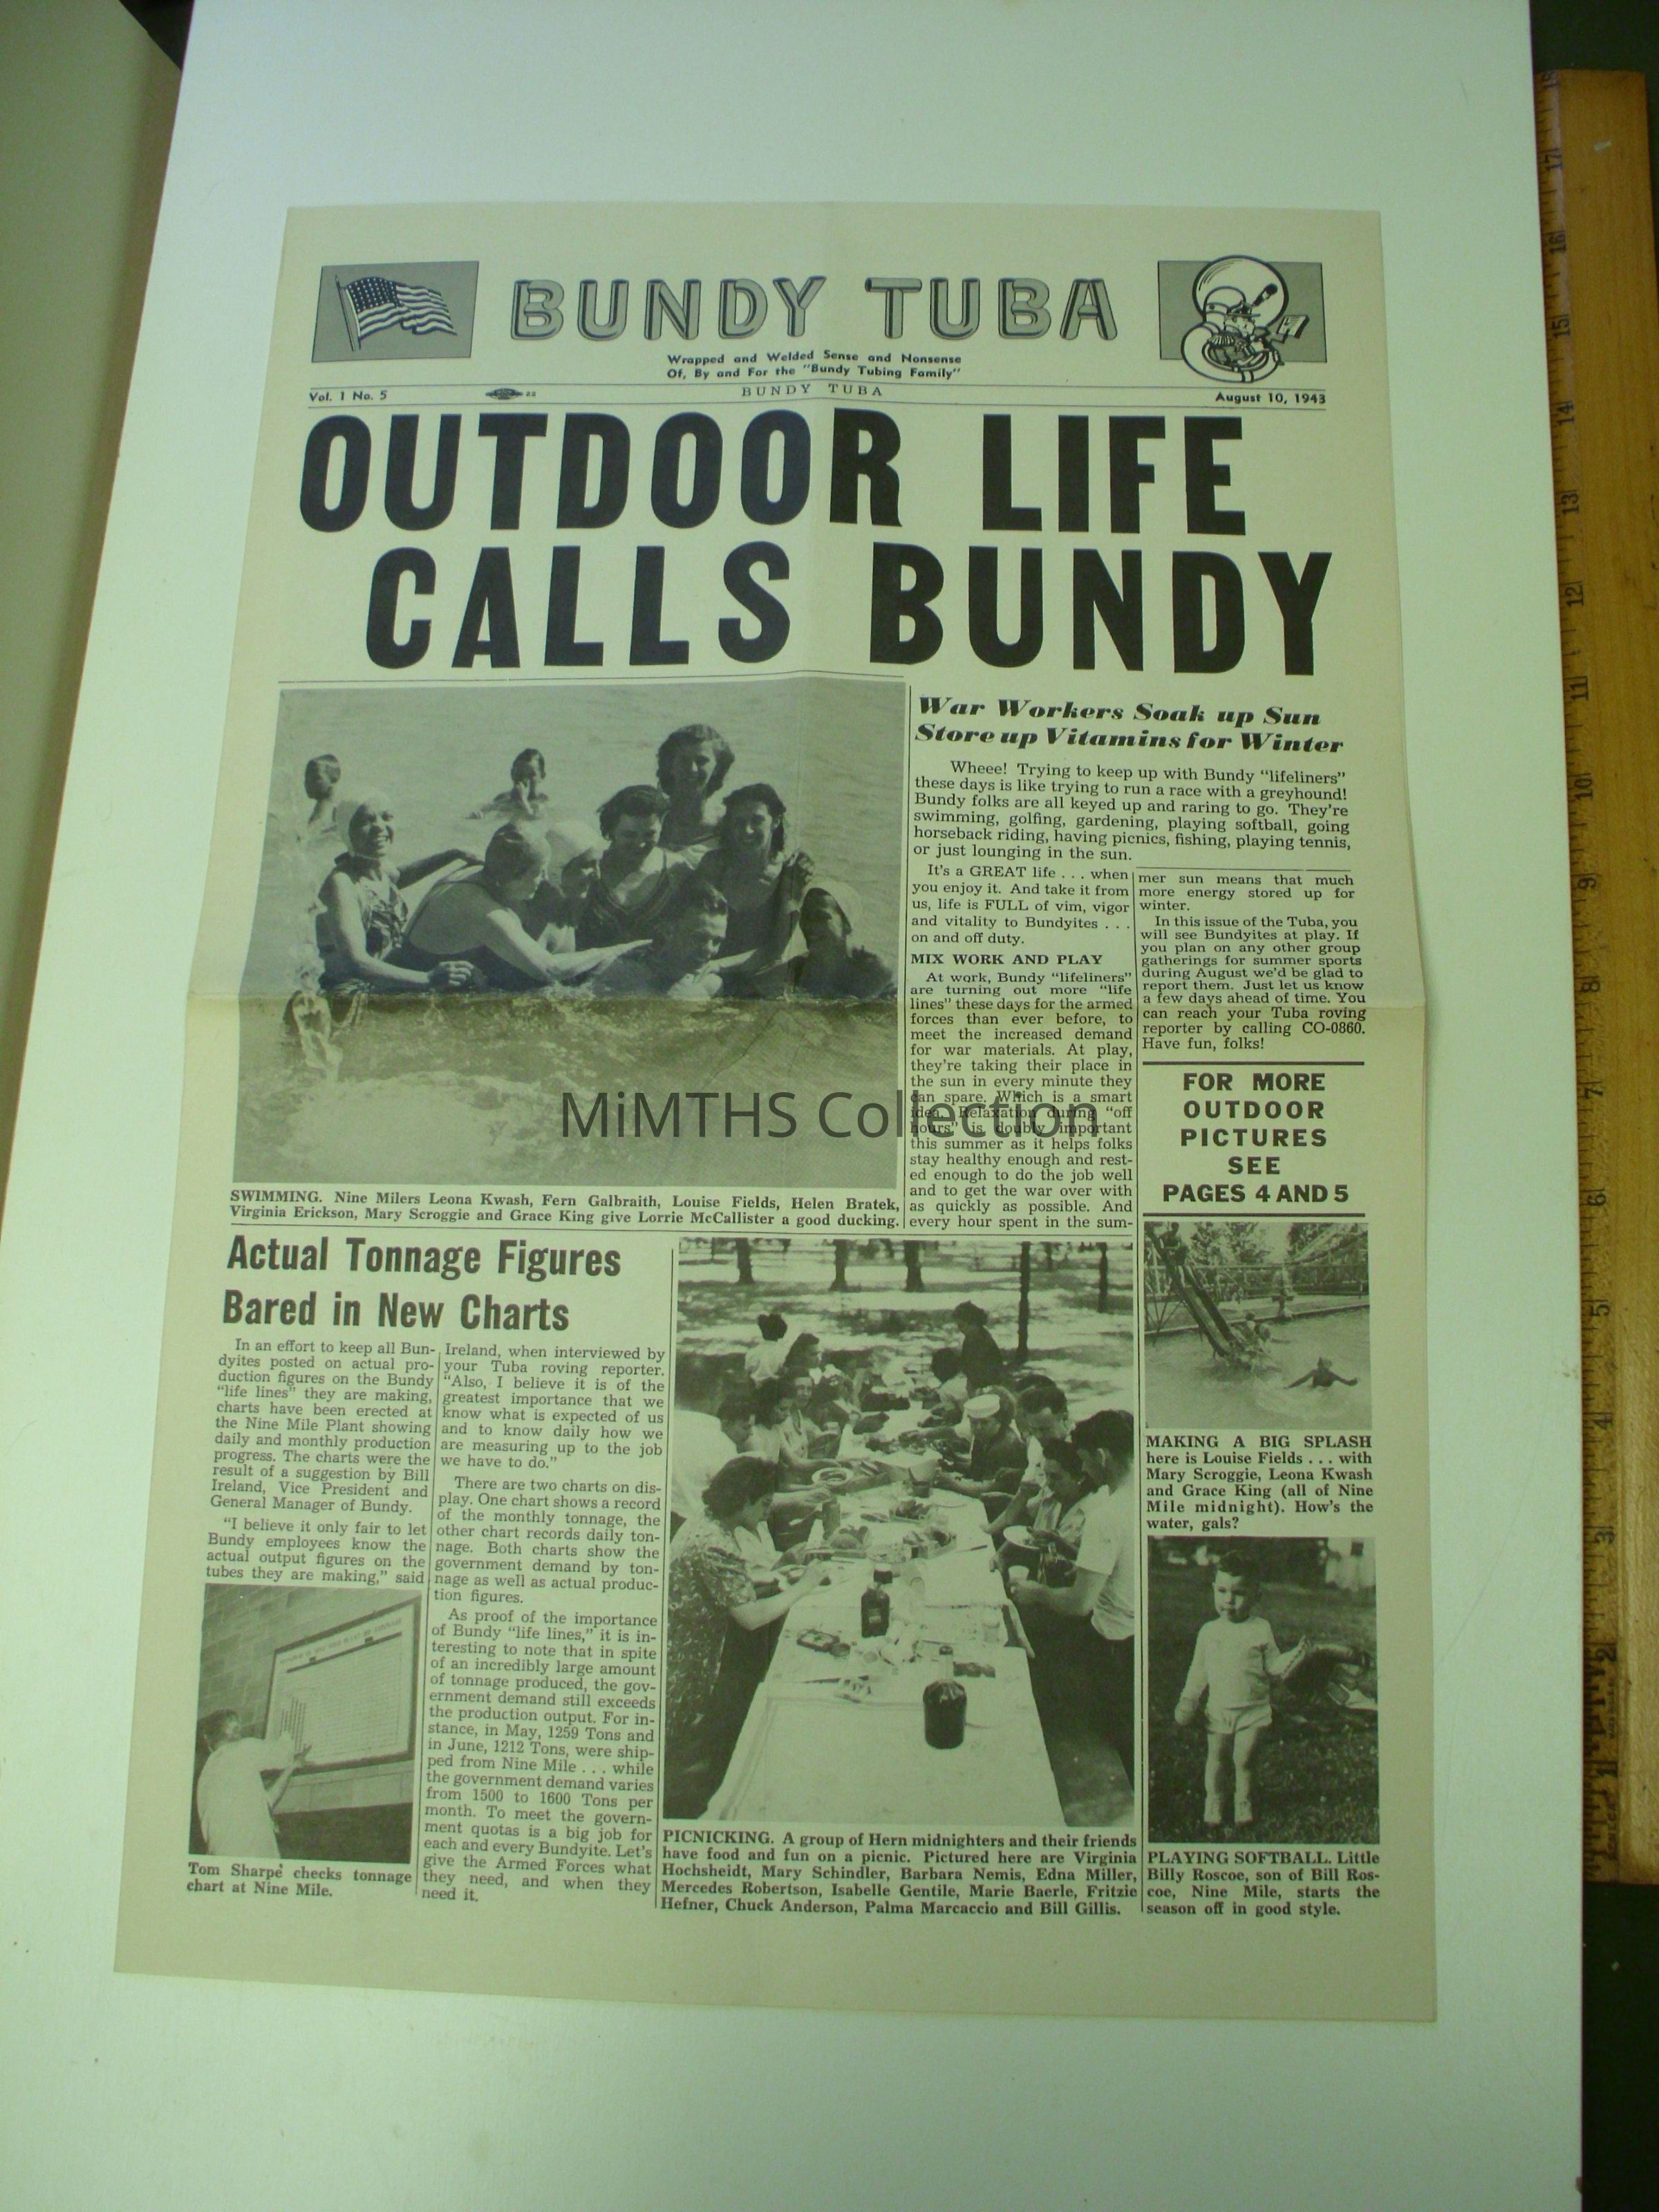 BUNDY TUBA
Wrapped and Welded Sense and Nonsense
Of, By and For the "Bundy Tubing Family"
Vol. 1 No. 5
22
BUNDY TUBA
August 10, 1943
OUTDOOR LIFE
CALLS BUNDY
War Workers Soak up Sun
Store up Vitamins for Winter
Wheee! Trying to keep up with Bundy "lifeliners"
these days is like trying to run a race with a greyhound!
Bundy folks are all keyed up and raring to go. They're
swimming, golfing, gardening, playing softball, going
horseback riding, having picnics, fishing, playing tennis,
or just lounging in the sun.
It's a GREAT life . . . when
you enjoy it. And take it from
us, life is FULL of vim, vigor
and vitality to Bundyites . . .
on and off duty.
MIX WORK AND PLAY
At work, Bundy "lifeliners"
are turning out more "life
lines" these days for the armed
forces than ever before, to
meet the increased demand
for war materials. At play,
they're taking their place in
the sun in every minute they
can spare. Which is a smart
idea. Relaxation during "off
hours" is doubly important
this summer as it helps folks
stay healthy enough and rest-
ed enough to do the job well
and to get the war over with
as quickly as possible. And
every hour spent in the sum-
mer sun means that much
more energy stored up for
winter.
In this issue of the Tuba, you
will see Bundyites at play. If
you plan on any other group
gatherings for summer sports
during August we'd be glad to
report them. Just let us know
a few days ahead of time. You
can reach your Tuba roving
reporter by calling CO-0860.
Have fun, folks!
FOR MORE
OUTDOOR
PICTURES
SEE
PAGES 4 AND 5
MiMTHS Collection
SWIMMING. Nine Milers Leona Kwash, Fern Galbraith, Louise Fields, Helen Bratek,
Virginia Erickson, Mary Scroggie and Grace King give Lorrie McCallister a good ducking.
Actual Tonnage Figures
Bared in New Charts
In an effort to keep all Bun-
dyites posted on actual pro-
duction figures on the Bundy
"life lines" they are making,
charts have been erected at
the Nine Mile Plant showing
daily and monthly production
progress. The charts were the
result of a suggestion by Bill
Ireland, Vice President and
General Manager of Bundy.
"I believe it only fair to let
Bundy employees know the
actual output figures on the
tubes they are making," said
Ireland, when interviewed by
your Tuba roving reporter.
"Also, I believe it is of the
greatest importance that we
know what is expected of us
and to know daily how we
are measuring up to the job
we have to do."
There are two charts on dis-
play. One chart shows a record
of the monthly tonnage, the
other chart records daily ton-
nage. Both charts show the
government demand by ton-
nage as well as actual produc-
tion figures.
As proof of the importance
of Bundy "life lines," it is in-
teresting to note that in spite
of an incredibly large amount
of tonnage produced, the gov-
ernment demand still exceeds
the production output. For in-
stance, in May, 1259 Tons and
in June, 1212 Tons, were ship-
ped from Nine Mile . . . while
the government demand varies
from 1500 to 1600 Tons per
month. To meet the govern-
ment quotas is a big job for
each and every Bundyite. Let's
give the Armed Forces what
they need, and when they
need it.
Tom Sharpe checks tonnage
chart at Nine Mile.
PICNICKING. A group of Hern midnighters and their friends
have food and fun on a picnic. Pictured here are Virginia
Hochsheidt, Mary Schindler, Barbara Nemis, Edna Miller,
Mercedes Robertson, Isabelle Gentile, Marie Baerle, Fritzie
Hefner, Chuck Anderson, Palma Marcaccio and Bill Gillis.
MAKING A BIG SPLASH
here is Louise Fields . . . with
Mary Scroggie, Leona Kwash
and Grace King (all of Nine
Mile midnight). How's the
water, gals?
PLAYING SOFTBALL. Little
Billy Roscoe, son of Bill Ros-
coe, Nine Mile, starts the
season off in good style.
17
16
15
14
13
12
11
10
9
8
7
6
5
4
3
2
1